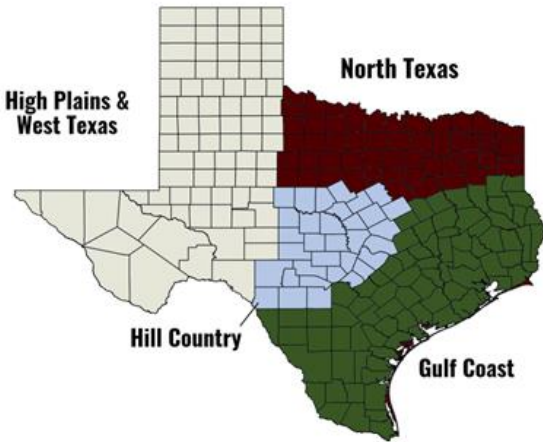 North Texas
High Plains &
West Texas
Hill Country
Gulf Coast